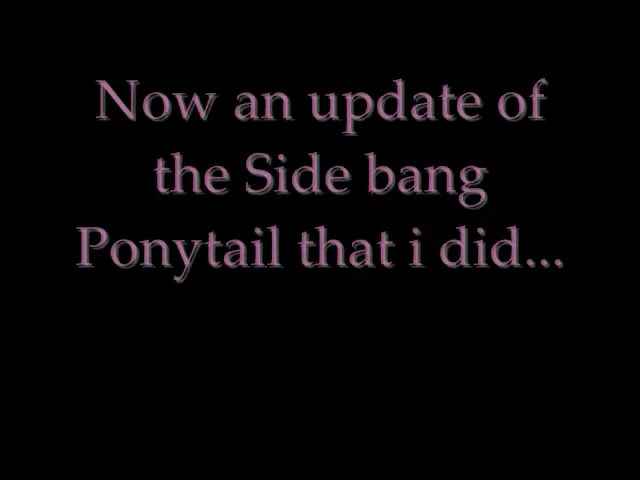 Now an update of
the Side bang
Ponytail that i did...